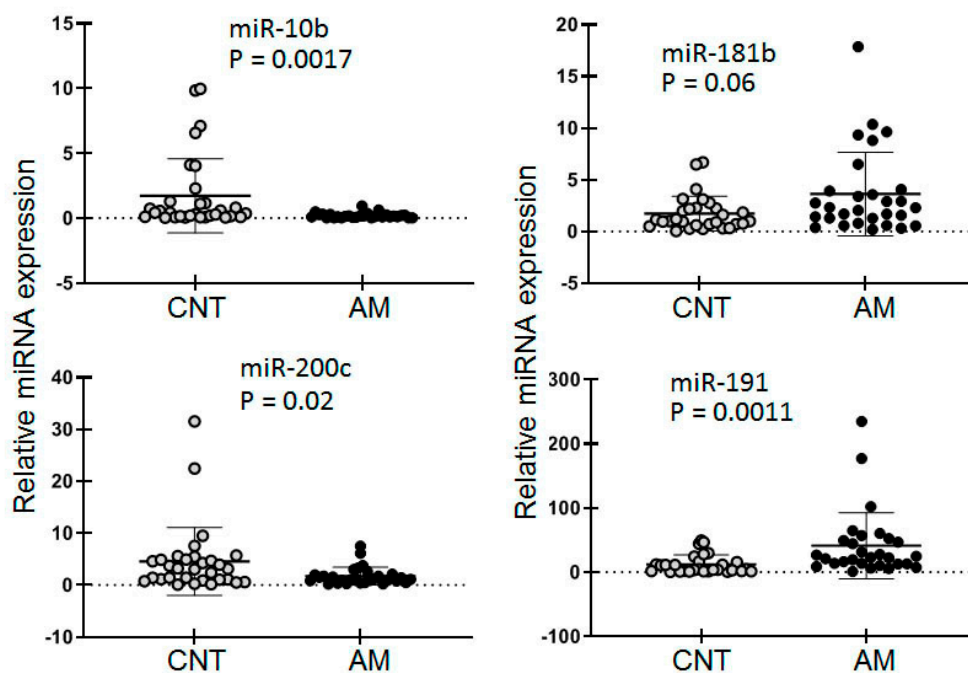 Relative miRNA expression
miR-10b
P = 0.0017
15
10
5
0
-5
CNT
AM
Relative miRNA expression
miR-181b
P = 0.06
20
15
10
5
0
-5
CNT
AM
miR-200c
P = 0.02
40
30
20
10
0
-10
CNT
AM
miR-191
P = 0.0011
300
200
100
0
-100
CNT
AM